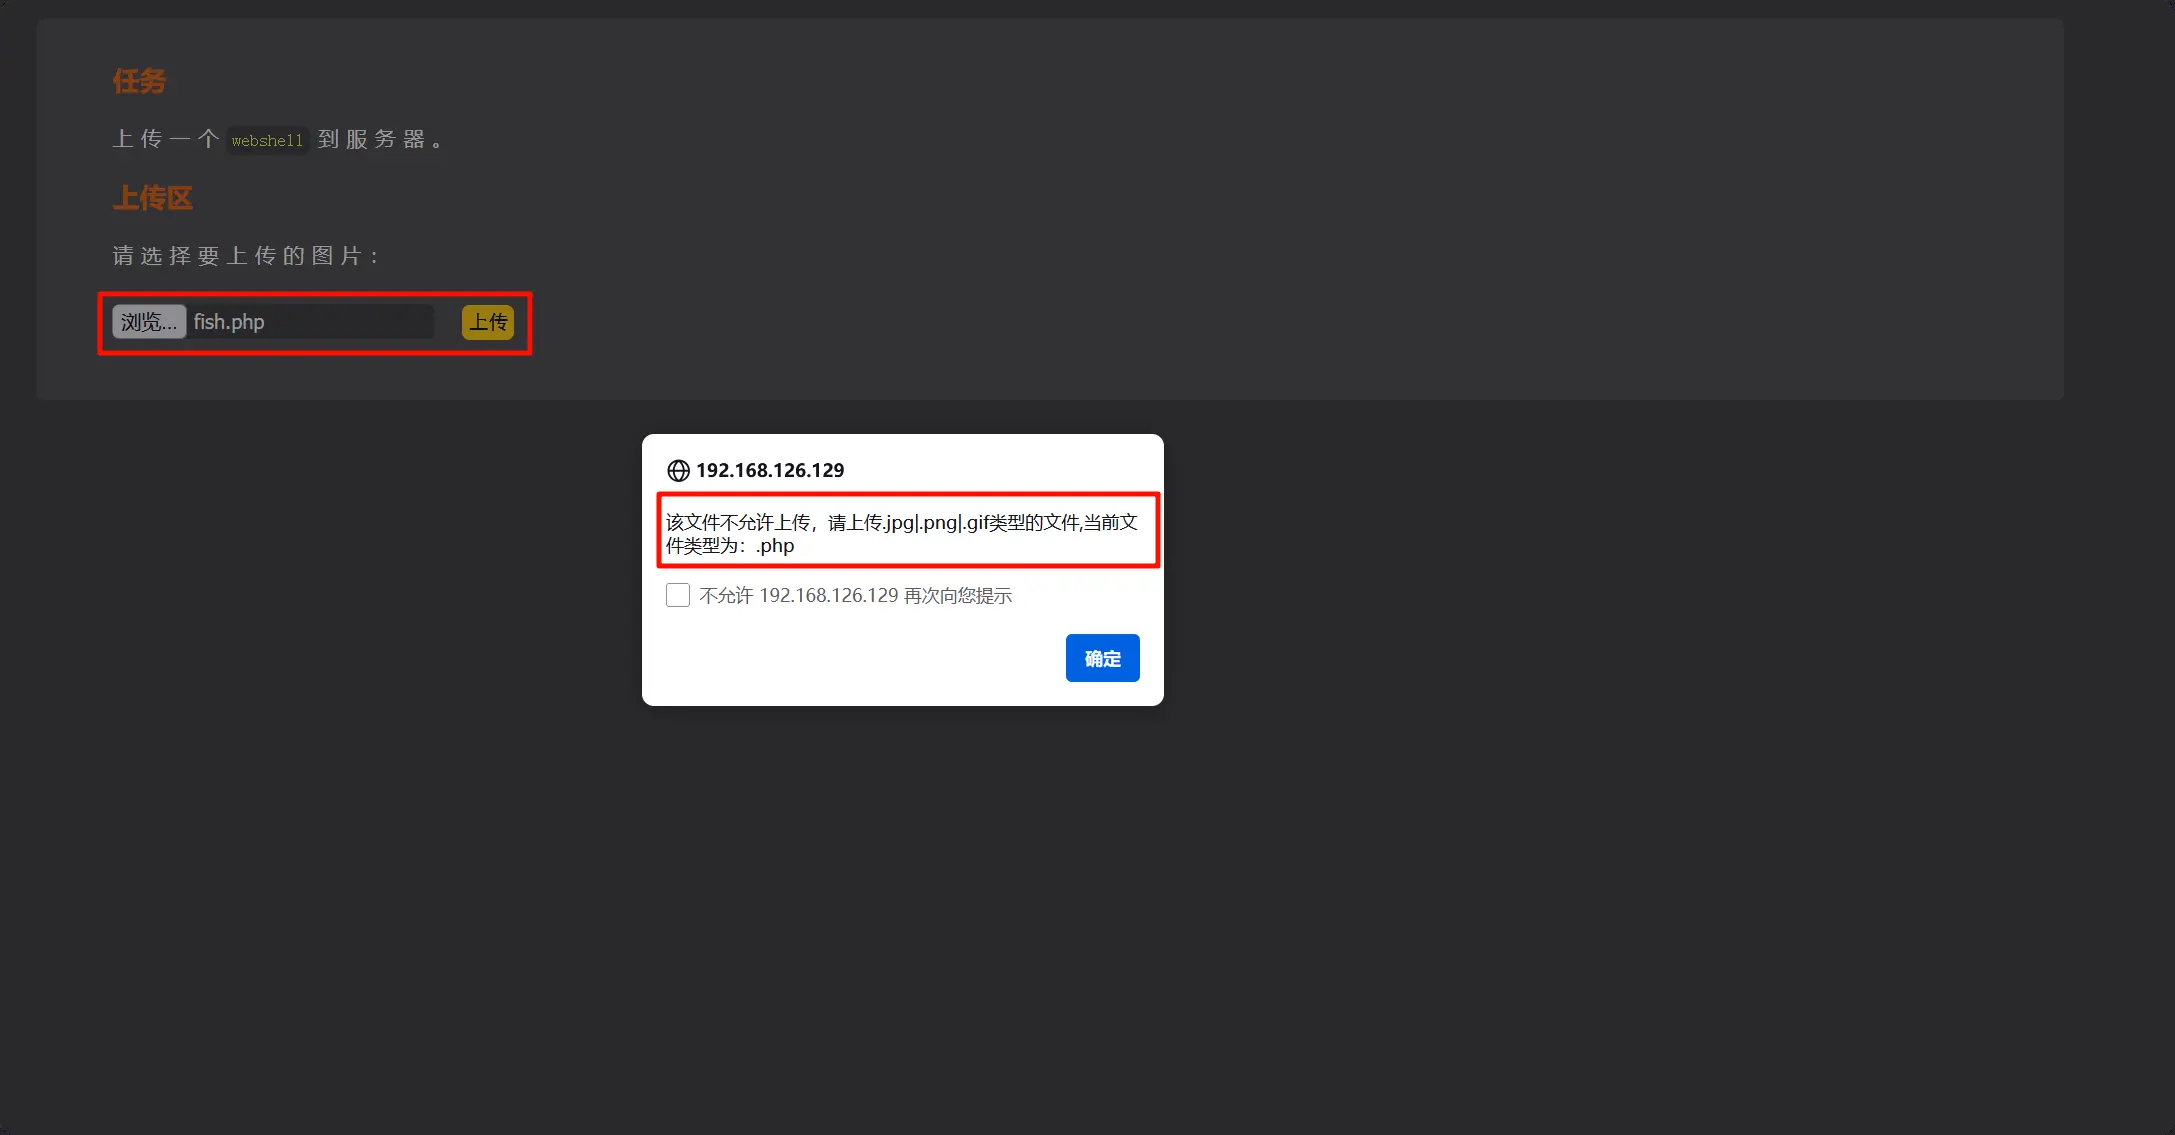 任务
上传一个 webshell 到服务器。
上传区
请选择要上传的图片：
浏览... fish.php 上传
192.168.126.129
该文件不允许上传，请上传.jpg|.png|.gif类型的文件,当前文
件类型为：.php
不允许 192.168.126.129 再次向您提示
确定